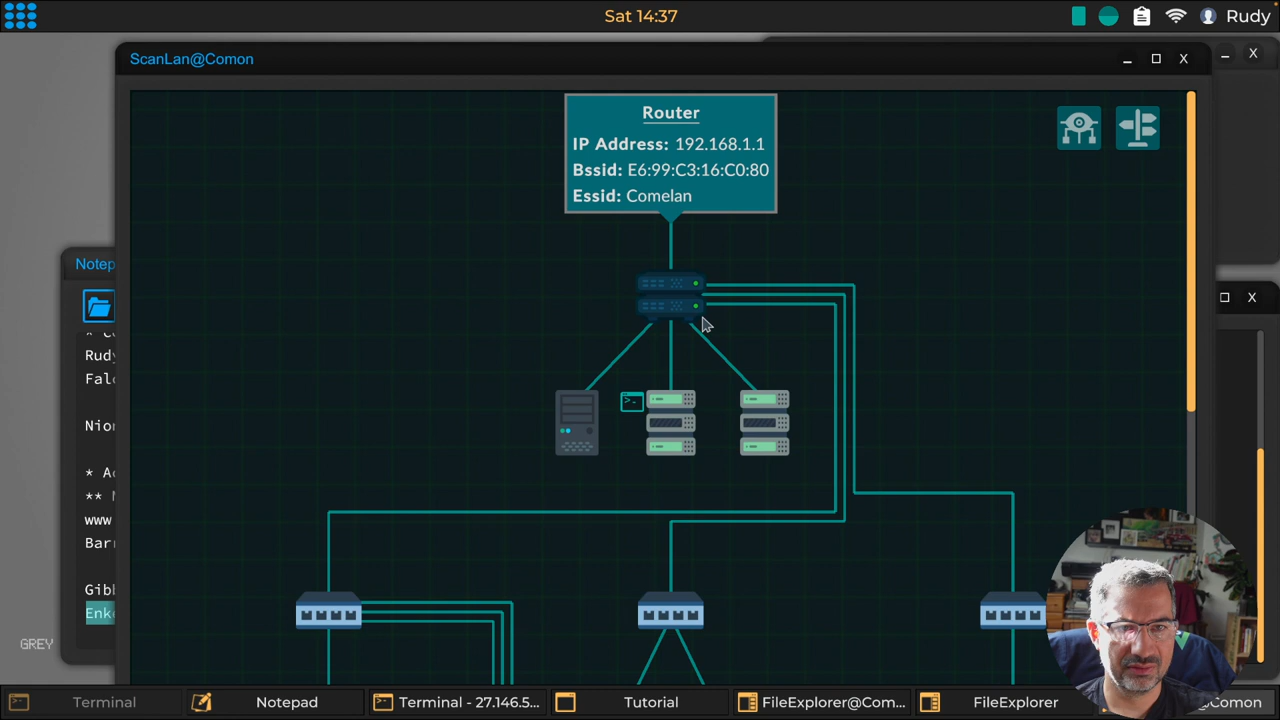 Sat 14:37
Rudy
ScanLan@Comon
Router
IP Address: 192.168.1.1
Bssid: E6:99:C3:16:C0:80
Essid: Comelan
Notep
Rudy
Falc
Nion
* Ac
**
www
Barr
Gibb
Enke
GREY
>-
Terminal
Notepad
Terminal - 27.146.5...
Tutorial
FileExplorer@Com...
FileExplorer
@Comon